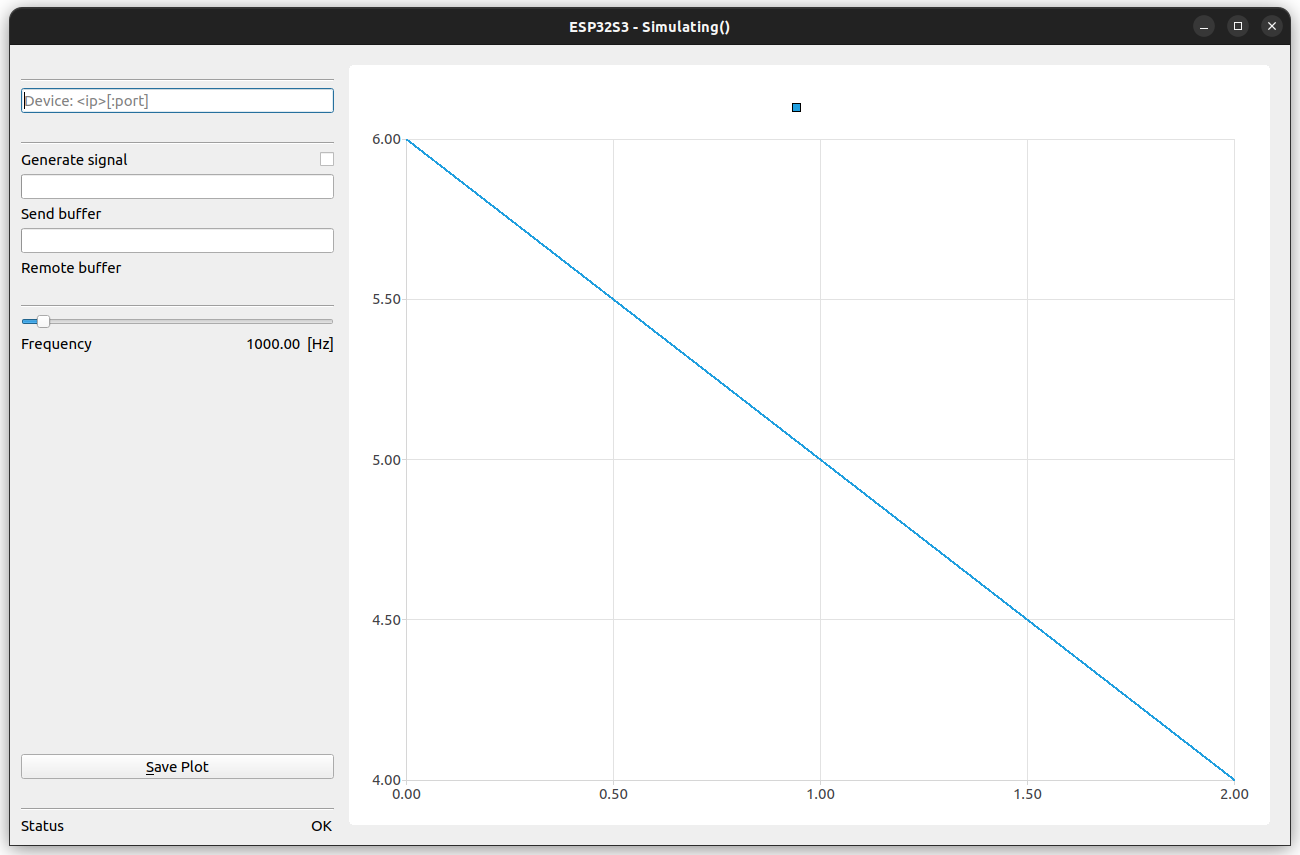 ESP32S3 - Simulating()
Device: <ip>[:port]
Generate signal
Send buffer
Remote buffer
Frequency 1000.00 [Hz]
Save Plot
Status OK
6.00
5.50
5.00
4.50
4.00
0.00 0.50 1.00 1.50 2.00